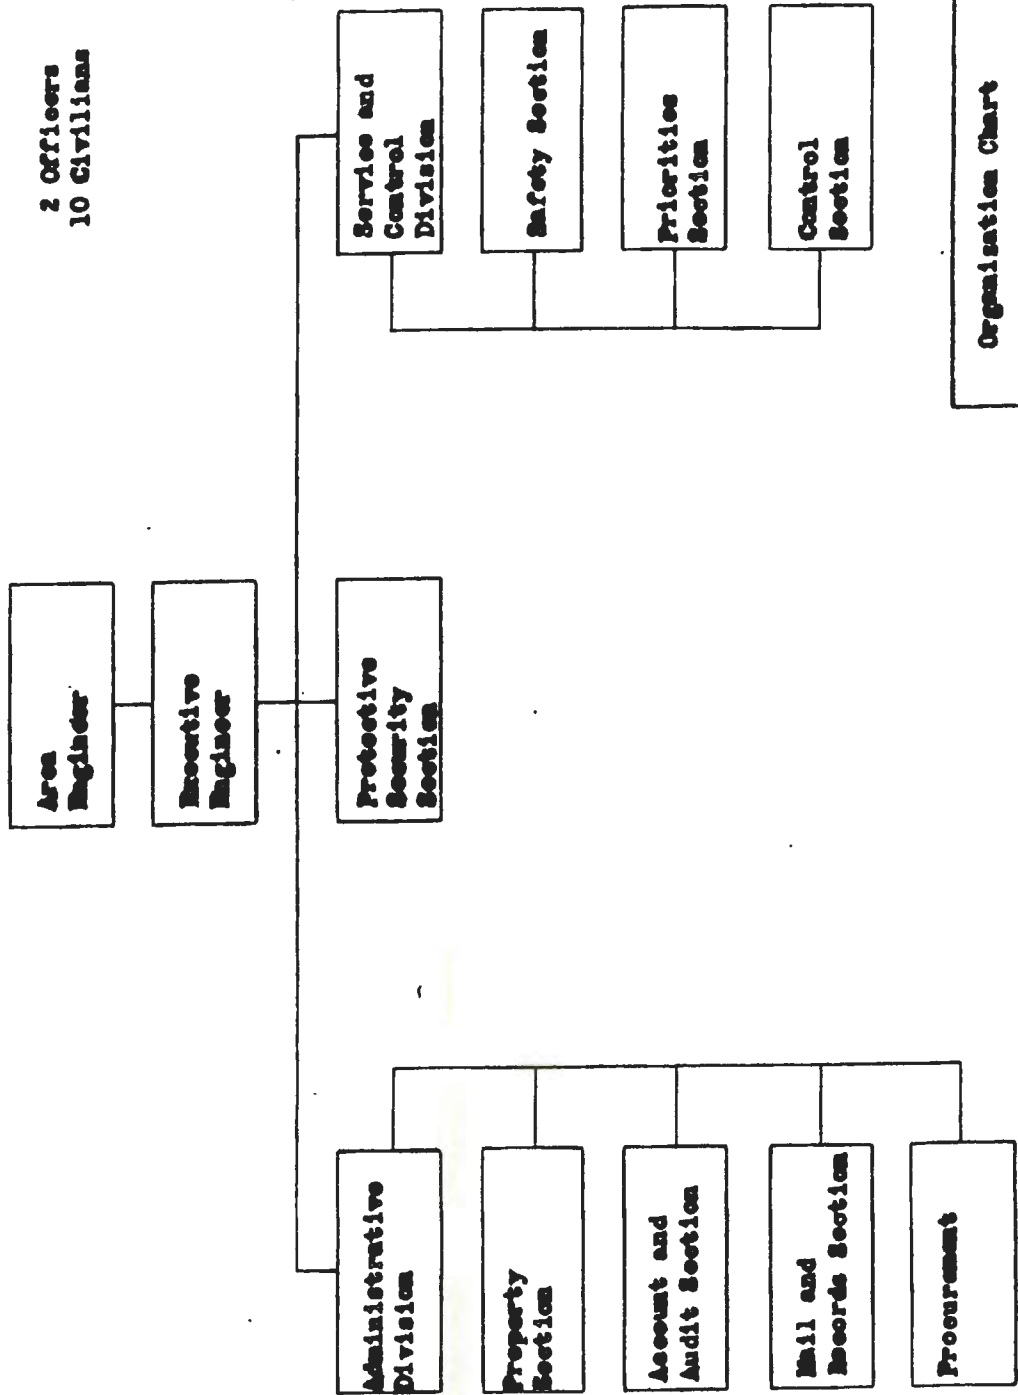 2 Officers
10 Civilians
Area
Engineer
Executive
Engineer
Administrative
Division
Protective
Security
Section
Service and
Control
Division
Property
Section
Safety Section
Account and
Audit Section
Priorities
Section
Mail and
Records Section
Control
Section
Procurement
Organization Chart